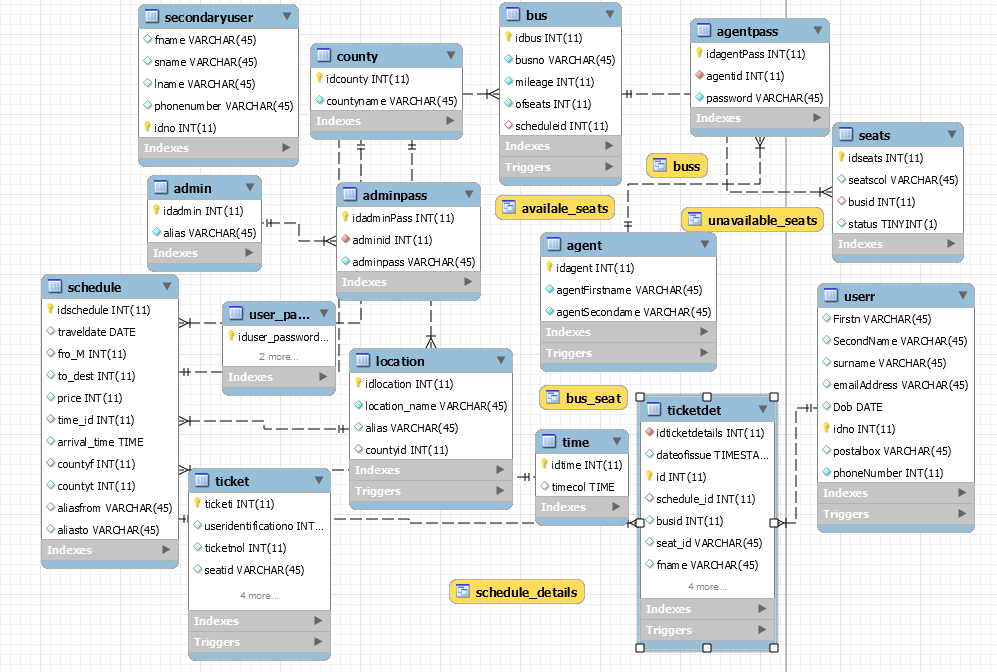 secondaryuser
fname VARCHAR(45)
sname VARCHAR(45)
lname VARCHAR(45)
phonenumber VARCHAR(45)
idno INT(11)
Indexes
county
idcounty INT(11)
countyname VARCHAR(45)
Indexes
bus
idbus INT(11)
busno VARCHAR(45)
mileage INT(11)
ofseats INT(11)
scheduleid INT(11)
Indexes
Triggers
agentpass
idagentPass INT(11)
agentid INT(11)
password VARCHAR(45)
Indexes
seats
idseats INT(11)
seatscol VARCHAR(45)
busid INT(11)
status TINYINT(1)
Indexes
buss
availale_seats
unavailable_seats
admin
idadmin INT(11)
alias VARCHAR(45)
Indexes
adminpass
idadminPass INT(11)
adminid INT(11)
adminpass VARCHAR(45)
Indexes
agent
idagent INT(11)
agentFirstname VARCHAR(45)
agentSecondame VARCHAR(45)
Indexes
Triggers
schedule
idschedule INT(11)
traveldate DATE
fro_M INT(11)
to_dest INT(11)
price INT(11)
time_id INT(11)
arrival_time TIME
countyf INT(11)
countyt INT(11)
aliasfrom VARCHAR(45)
aliasto VARCHAR(45)
Indexes
user_pa...
iduser_password...
2 more...
Indexes
location
idlocation INT(11)
location_name VARCHAR(45)
alias VARCHAR(45)
countyid INT(11)
Indexes
Triggers
userr
Firstn VARCHAR(45)
SecondName VARCHAR(45)
surname VARCHAR(45)
emailAddress VARCHAR(45)
Dob DATE
idno INT(11)
postalbox VARCHAR(45)
phoneNumber INT(11)
Indexes
Triggers
bus_seat
time
idtime INT(11)
timecol TIME
Indexes
ticketdet
idticketdetails INT(11)
dateofissue TIMESTA...
id INT(11)
schedule_id INT(11)
busid INT(11)
seat_id VARCHAR(45)
fname VARCHAR(45)
4 more...
Indexes
Triggers
ticket
ticketi INT(11)
useridentificationo INT...
ticketnol INT(11)
seatid VARCHAR(45)
4 more...
Indexes
Triggers
schedule_details